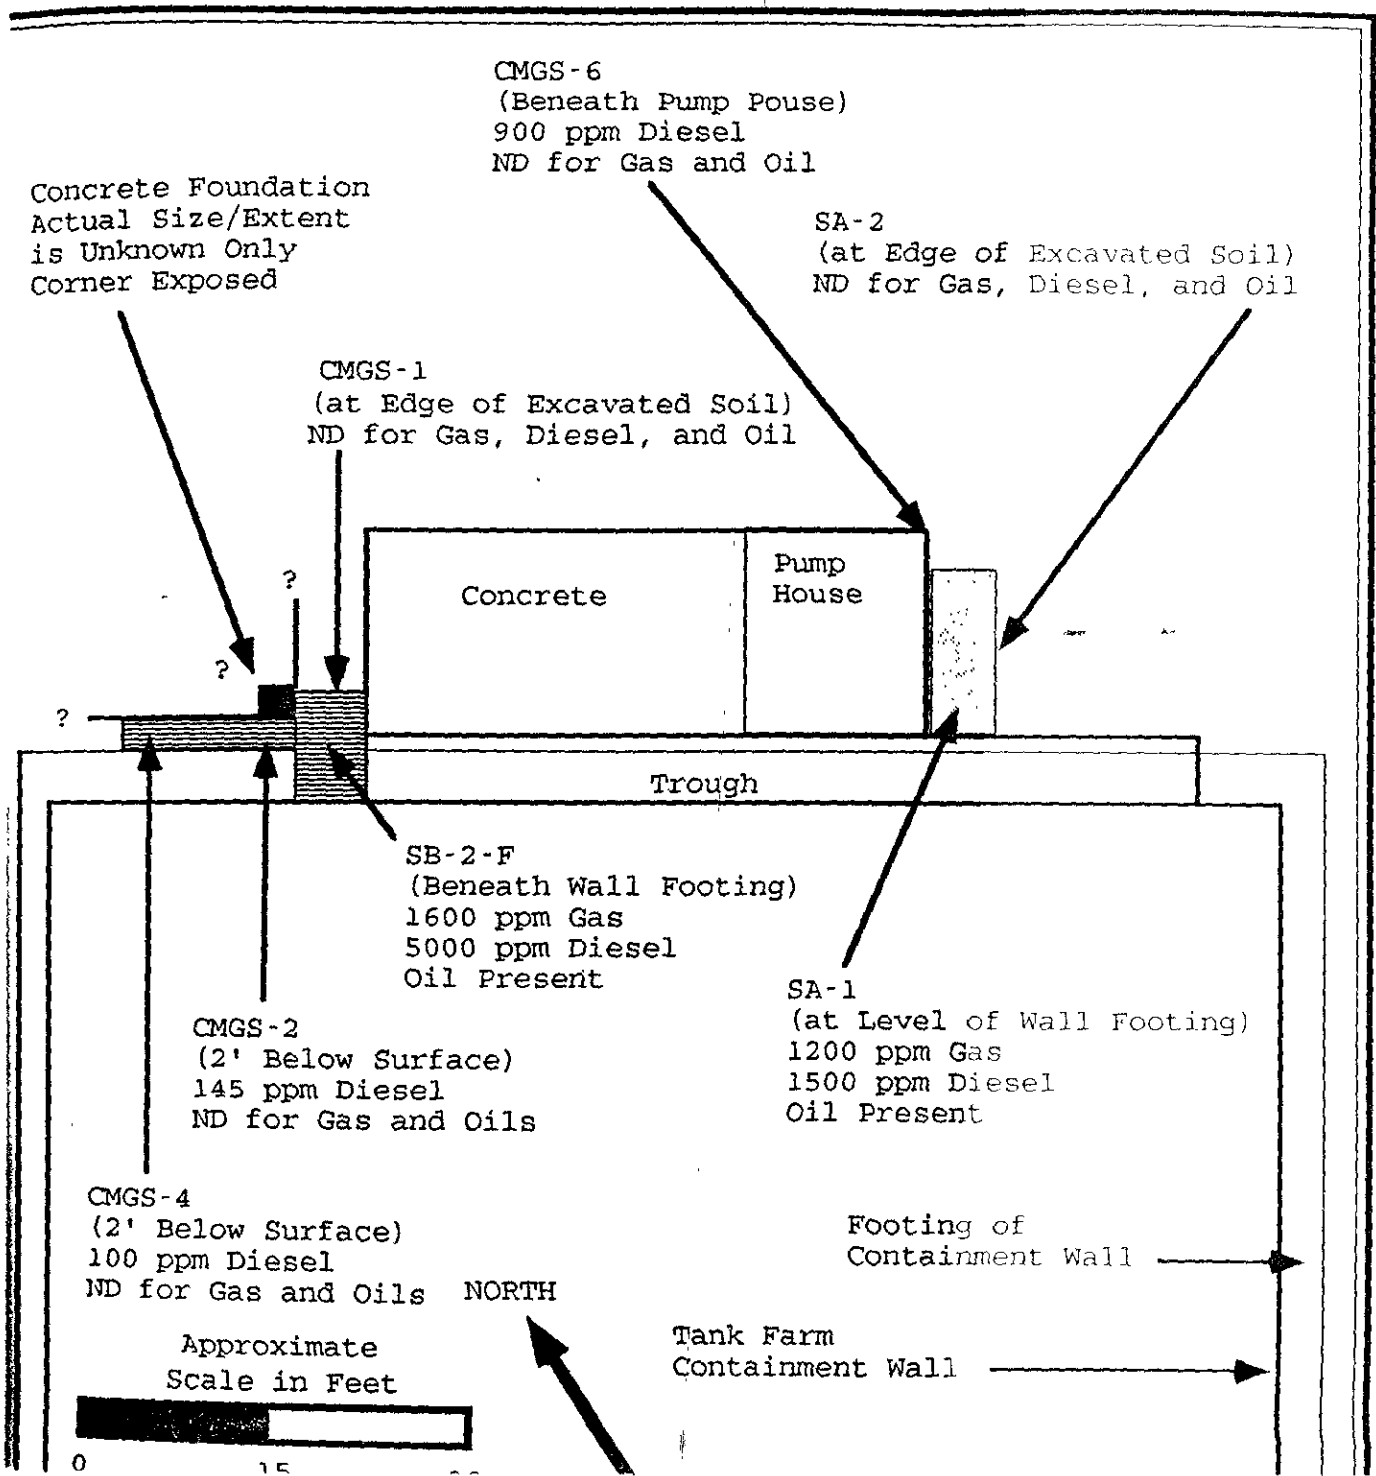 CMGS-6
(Beneath Pump Pouse)
900 ppm Diesel
ND for Gas and Oil
Concrete Foundation
Actual Size/Extent
is Unknown Only
Corner Exposed
SA-2
(at Edge of Excavated Soil)
ND for Gas, Diesel, and Oil
CMGS-1
(at Edge of Excavated Soil)
ND for Gas, Diesel, and Oil
?
?
?
Concrete
Pump
House
Trough
SB-2-F
(Beneath Wall Footing)
1600 ppm Gas
5000 ppm Diesel
Oil Present
SA-1
(at Level of Wall Footing)
1200 ppm Gas
1500 ppm Diesel
Oil Present
CMGS-2
(2' Below Surface)
145 ppm Diesel
ND for Gas and Oils
CMGS-4
(2' Below Surface)
100 ppm Diesel
ND for Gas and Oils
NORTH
Footing of
Containment Wall
Tank Farm
Containment Wall
Approximate
Scale in Feet
0 15